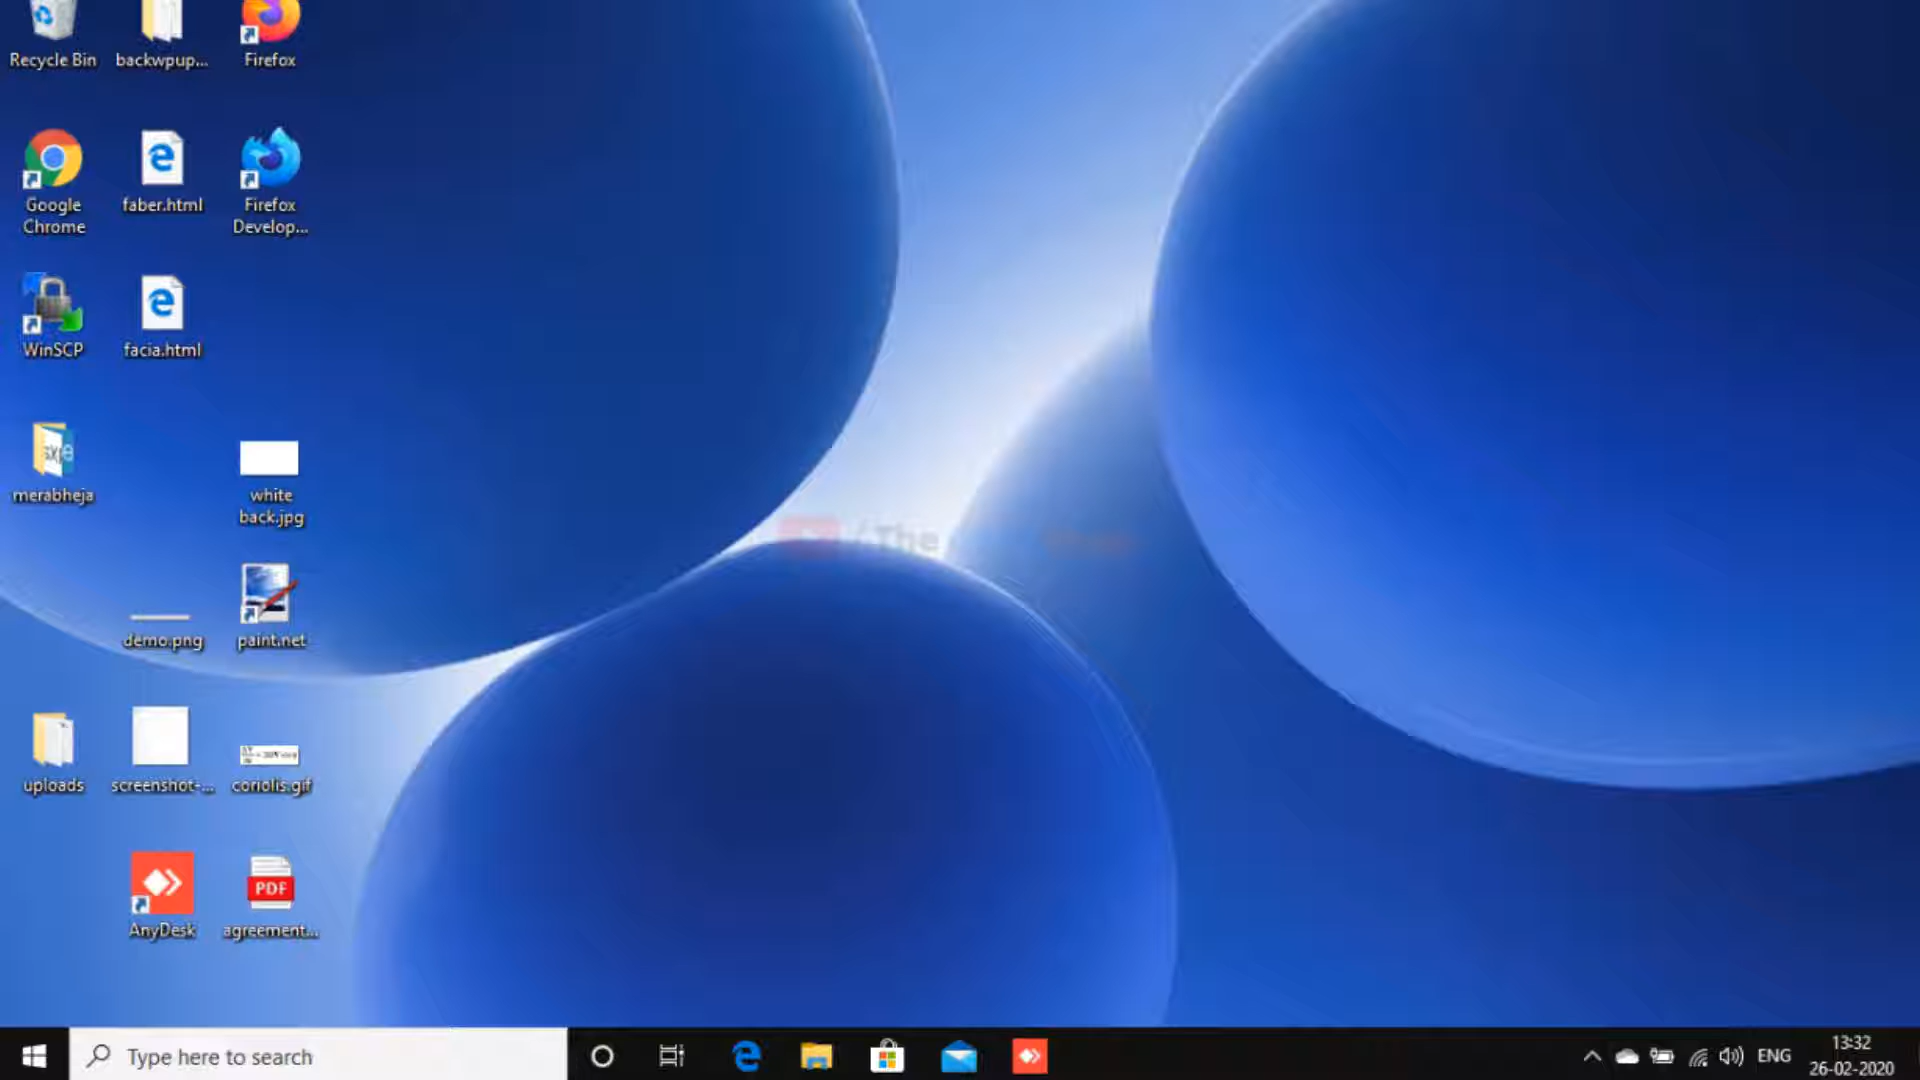 Recycle Bin
backwpup...
Firefox
Google
Chrome
faber.html
Firefox
Develop...
WinSCP
facia.html
merabheja
white
back.jpg
/ The
demo.png
paint.net
uploads
screenshot-...
coriolis.gif
PDF
AnyDesk
agreement...
Type here to search
ENG
13:32
26-02-2020